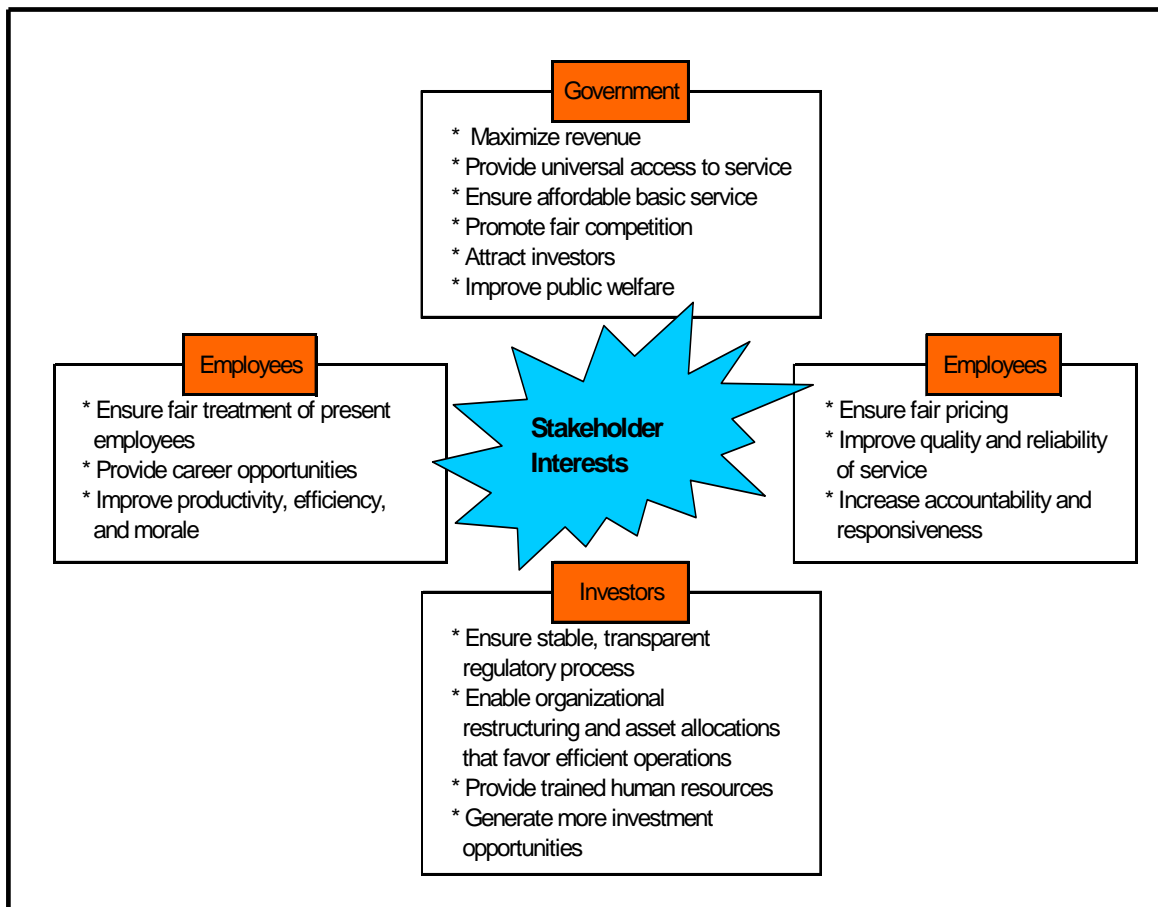 Government
* Maximize revenue
* Provide universal access to service
* Ensure affordable basic service
* Promote fair competition
* Attract investors
* Improve public welfare
Employees
* Ensure fair treatment of present
employees
* Provide career opportunities
* Improve productivity, efficiency,
and morale
Stakeholder
Interests
Employees
* Ensure fair pricing
* Improve quality and reliability
of service
* Increase accountability and
responsiveness
Investors
* Ensure stable, transparent
regulatory process
* Enable organizational
restructuring and asset allocations
that favor efficient operations
* Provide trained human resources
* Generate more investment
opportunities